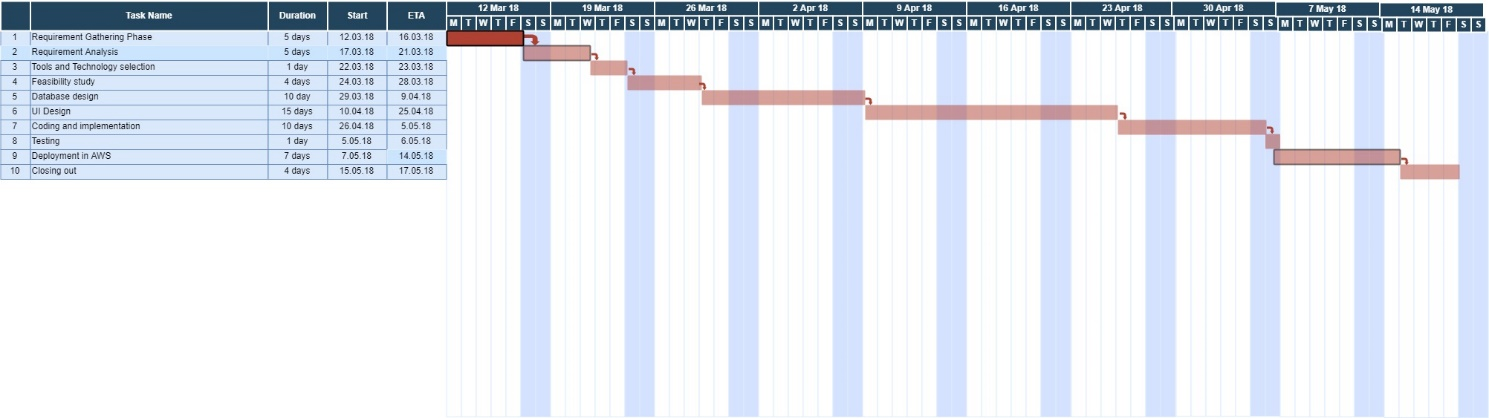 Task Name Duration Start ETA 12 Mar 18 19 Mar 18 26 Mar 18 2 Apr 18 9 Apr 18 16 Apr 18 23 Apr 18 30 Apr 18 7 May 18 14 May 18
M T W T F S S M T W T F S S M T W T F S S M T W T F S S M T W T F S S M T W T F S S M T W T F S S M T W T F S S M T W T F S S M T W T F S S
1 Requirement Gathering Phase 5 days 12.03.18 16.03.18
2 Requirement Analysis 5 days 17.03.18 21.03.18
3 Tools and Technology selection 1 day 22.03.18 23.03.18
4 Feasibility study 4 days 24.03.18 28.03.18
5 Database design 10 day 29.03.18 9.04.18
6 UI Design 15 days 10.04.18 25.04.18
7 Coding and implementation 10 days 26.04.18 5.05.18
8 Testing 1 day 5.05.18 6.05.18
9 Deployment in AWS 7 days 7.05.18 14.05.18
10 Closing out 4 days 15.05.18 17.05.18